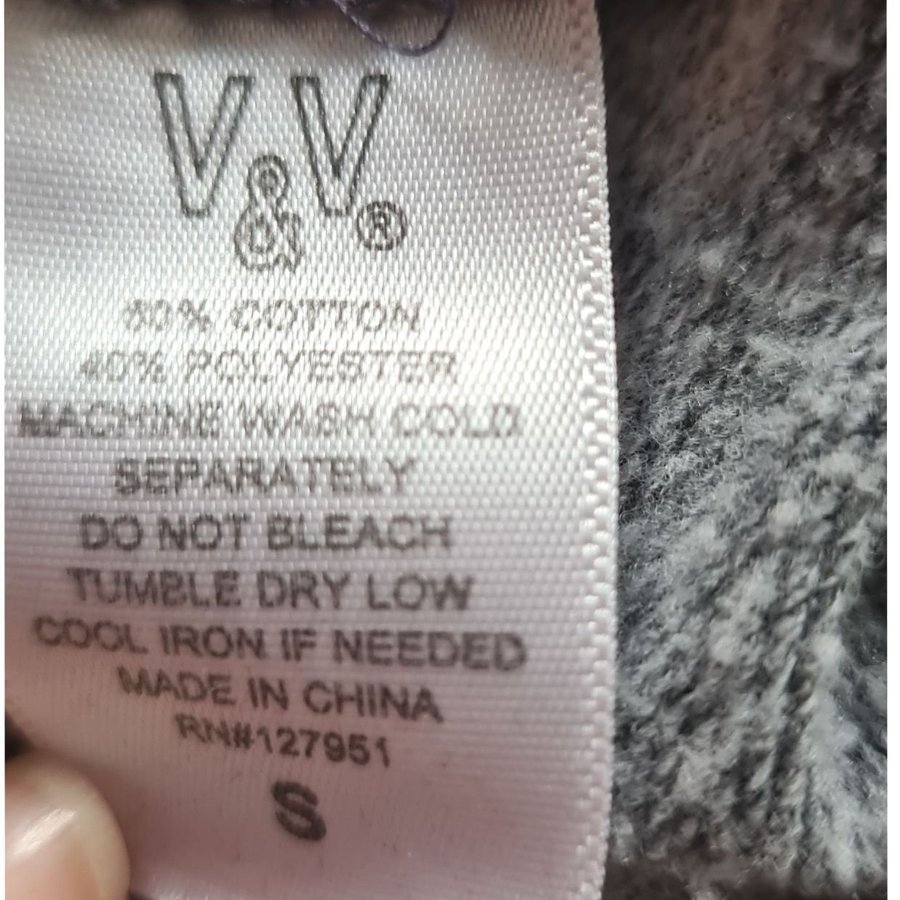 V&V®
60% COTTON
40% POLYESTER
MACHINE WASH COLD
SEPARATELY
DO NOT BLEACH
TUMBLE DRY LOW
COOL IRON IF NEEDED
MADE IN CHINA
RN#127951
S